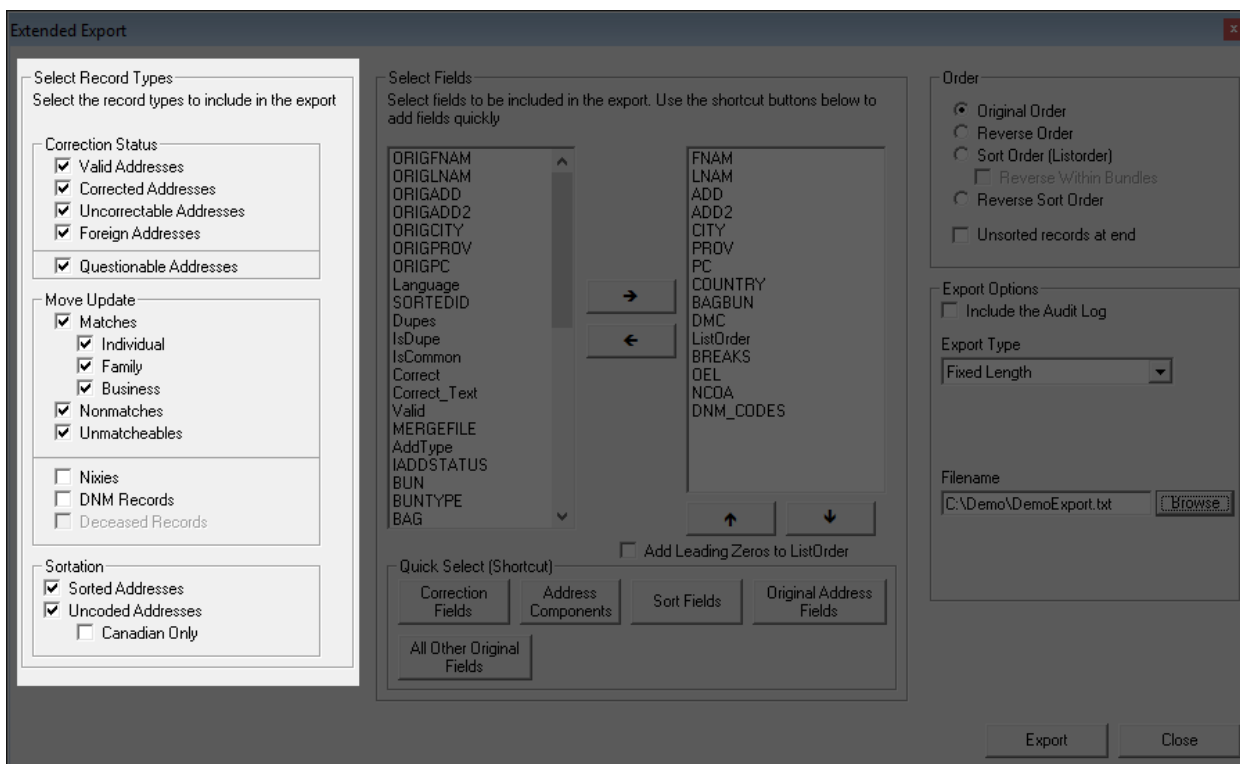 Extended Export
x
Select Record Types
Select the record types to include in the export
Correction Status
Valid Addresses
Corrected Addresses
Uncorrectable Addresses
Foreign Addresses
Questionable Addresses
Move Update
Matches
Individual
Family
Business
Nonmatches
Unmatcheables
Nixies
DNM Records
Deceased Records
Sortation
Sorted Addresses
Uncoded Addresses
Canadian Only
Select Fields
Select fields to be included in the export. Use the shortcut buttons below to
add fields quickly
ORIGFNAM
ORIGLNAM
ORIGADD
ORIGADD2
ORIGCITY
ORIGPROV
ORIGPC
Language
SORTEDID
Dupes
IsDupe
IsCommon
Correct
Correct_Text
Valid
MERGEFILE
AddType
IADDSTATUS
BUN
BUNTYPE
BAG
FNAM
LNAM
ADD
ADD2
CITY
PROV
PC
COUNTRY
BAGBUN
DMC
ListOrder
BREAKS
OEL
NCOA
DNM_CODES
Add Leading Zeros to ListOrder
Quick Select (Shortcut)
Correction
Fields
Address
Components
Sort Fields
Original Address
Fields
All Other Original
Fields
Order
Original Order
Reverse Order
Sort Order (Listorder)
Reverse Within Bundles
Reverse Sort Order
Unsorted records at end
Export Options
Include the Audit Log
Export Type
Fixed Length
Filename
C:\Demo\DemoExport.txt
Browse
Export
Close